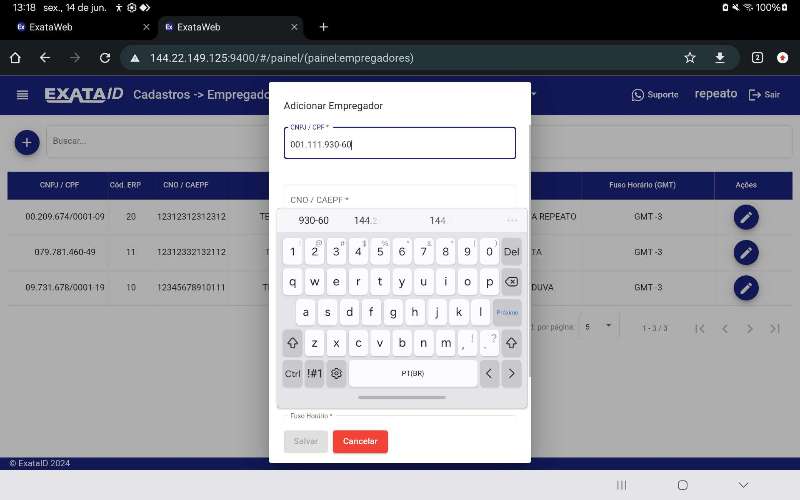 13:18 sex., 14 de jun.
100%
ExataWeb
ExataWeb
144.22.149.125:9400/#/painel/(painel:empregadores)
2
EXATAID Cadastros -> Empregado
Suporte
repeato
Sair
Adicionar Empregador
CNPJ / CPF *
001.111.930-60
CNO / CAEPF *
Buscar...
CNPJ / CPF Cód. ERP CNO / CAEPF Fuso Horário (GMT) Ações
00.209.674/0001-09 20 12312312312312 TE A REPEATO GMT -3
079.781.460-49 11 12312332132112 TA GMT -3
09.731.678/0001-19 10 12345678910111 DUVA GMT -3
por página: 5 1 - 3 / 3
930-60 144.2 144.
1 2 3 4 5 6 7 8 9 0 Del
q w e r t y u i o p
a s d f g h j k l Próximo
z x c v b n m , ! . ?
Ctrl !#1 PT(BR) < >
Fuso Horário *
Salvar Cancelar
© ExataID 2024